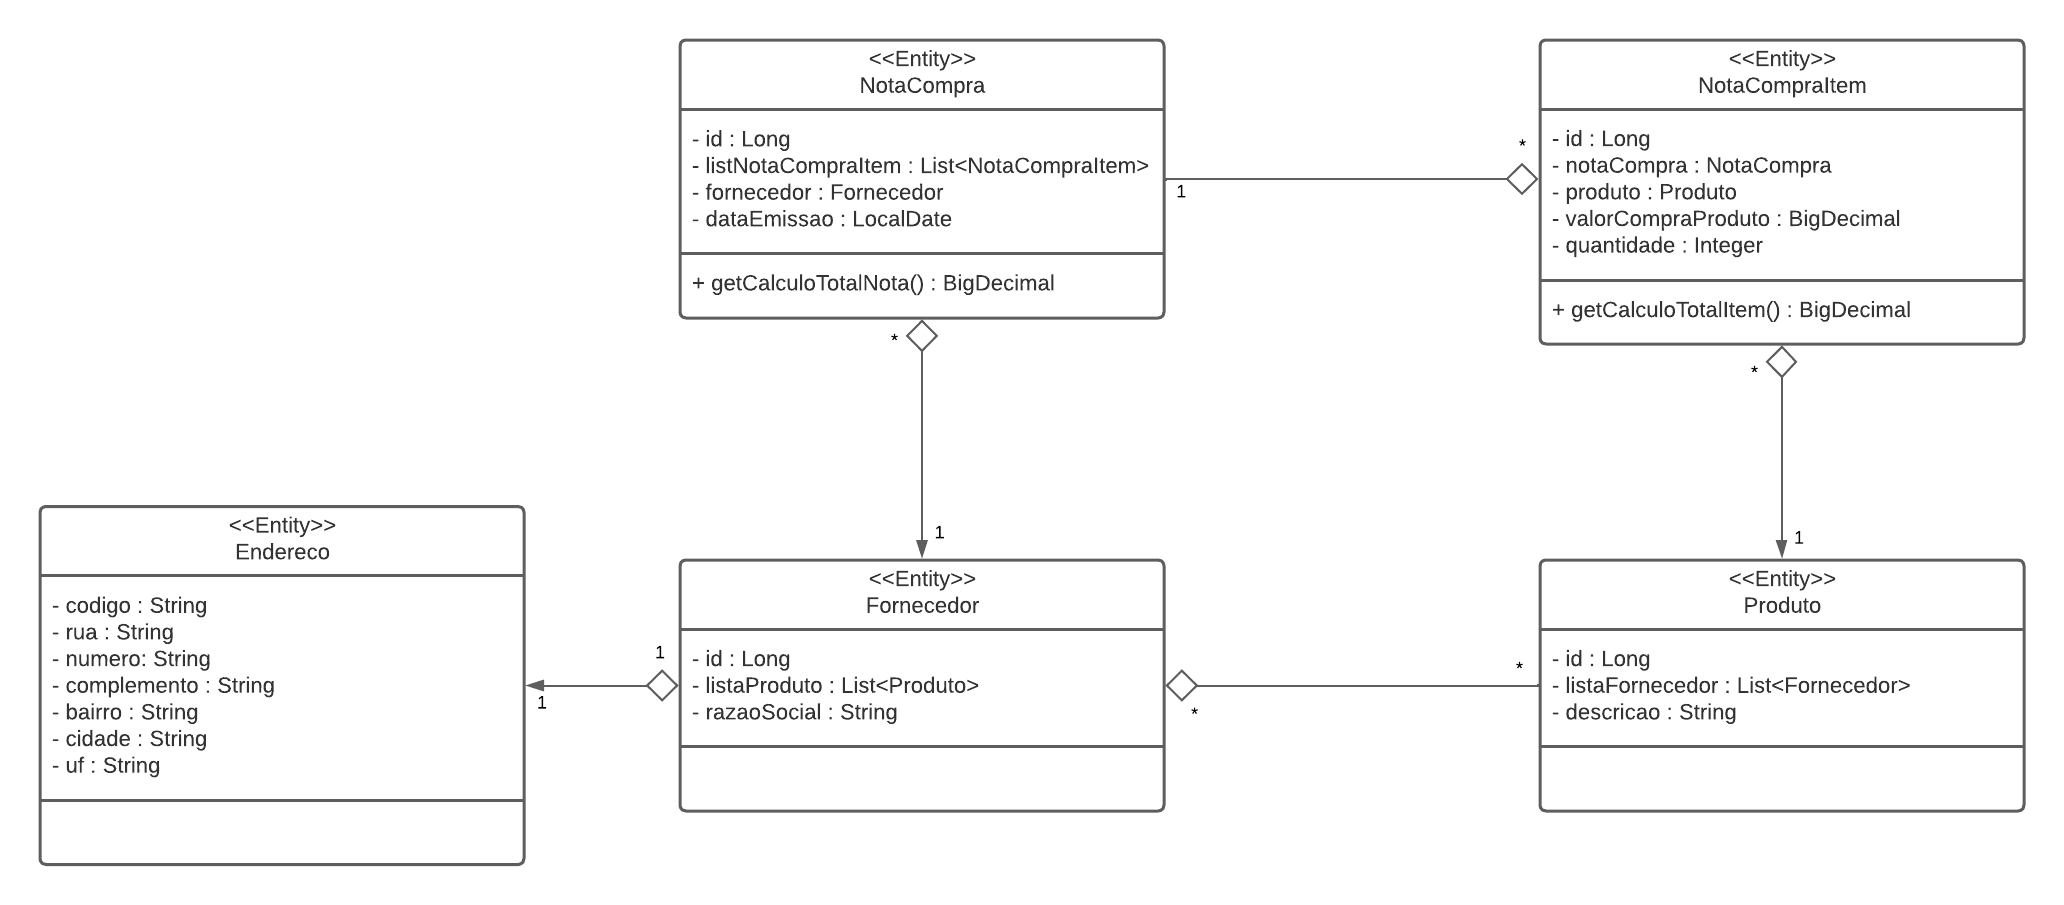 <<Entity>>
NotaCompra
- id : Long
- listNotaCompraItem : List<NotaCompraItem>
- fornecedor : Fornecedor
- dataEmissao : LocalDate
+ getCalculoTotalNota() : BigDecimal
1
*
<<Entity>>
NotaCompraItem
- id : Long
- notaCompra : NotaCompra
- produto : Produto
- valorCompraProduto : BigDecimal
- quantidade : Integer
+ getCalculoTotalItem() : BigDecimal
*
1
*
1
<<Entity>>
Endereco
- codigo : String
- rua : String
- numero: String
- complemento : String
- bairro : String
- cidade : String
- uf : String
1
1
<<Entity>>
Fornecedor
- id : Long
- listaProduto : List<Produto>
- razaoSocial : String
*
*
<<Entity>>
Produto
- id : Long
- listaFornecedor : List<Fornecedor>
- descricao : String